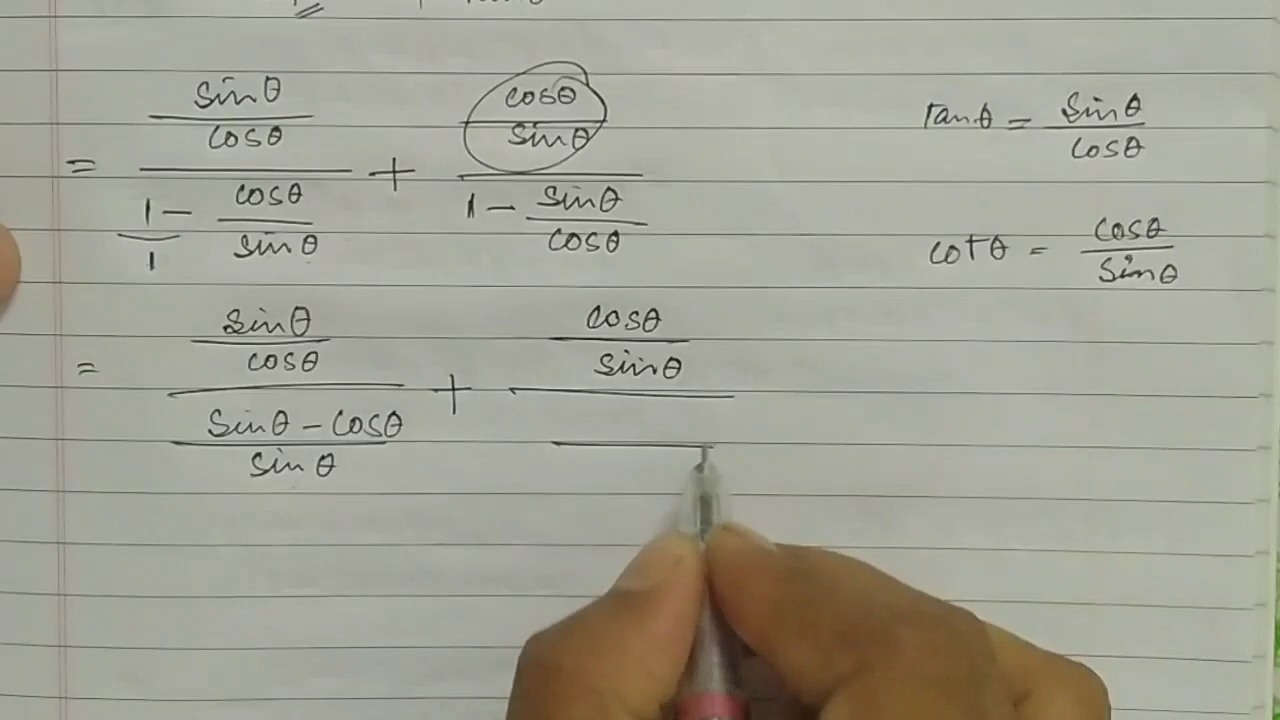 = (sinθ/cosθ)/(1 - cosθ/sinθ) + (cosθ/sinθ)/(1 - sinθ/cosθ)
1
tanθ = sinθ/cosθ
cotθ = cosθ/sinθ
= (sinθ/cosθ)/((sinθ - cosθ)/sinθ) + (cosθ/sinθ)/